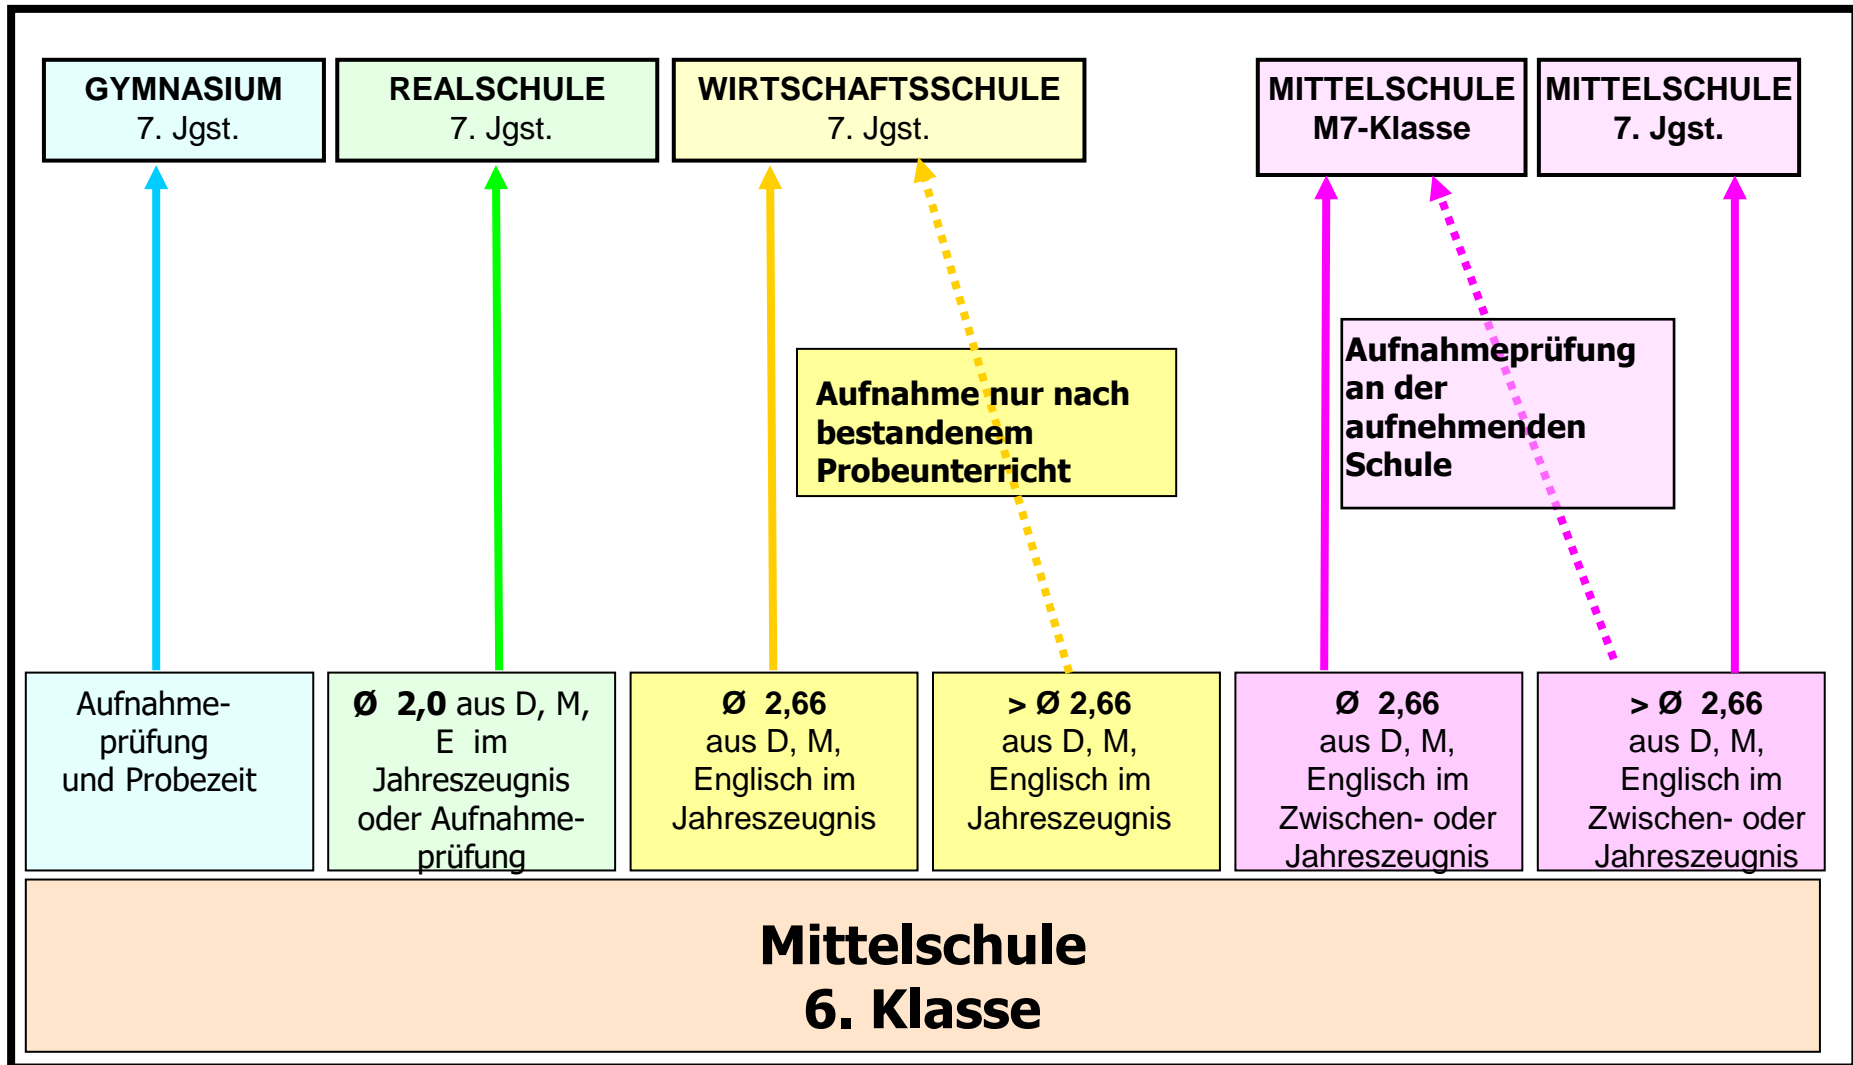 GYMNASIUM
7. Jgst.
REALSCHULE
7. Jgst.
WIRTSCHAFTSSCHULE
7. Jgst.
MITTELSCHULE
M7-Klasse
MITTELSCHULE
7. Jgst.
Aufnahme nur nach
bestandenem
Probeunterricht
Aufnahmeprüfung
an der
aufnehmenden
Schule
Aufnahme-
prüfung
und Probezeit
Ø 2,0 aus D, M,
E im
Jahreszeugnis
oder Aufnahme-
prüfung
Ø 2,66
aus D, M,
Englisch im
Jahreszeugnis
> Ø 2,66
aus D, M,
Englisch im
Jahreszeugnis
Ø 2,66
aus D, M,
Englisch im
Zwischen- oder
Jahreszeugnis
> Ø 2,66
aus D, M,
Englisch im
Zwischen- oder
Jahreszeugnis
Mittelschule
6. Klasse